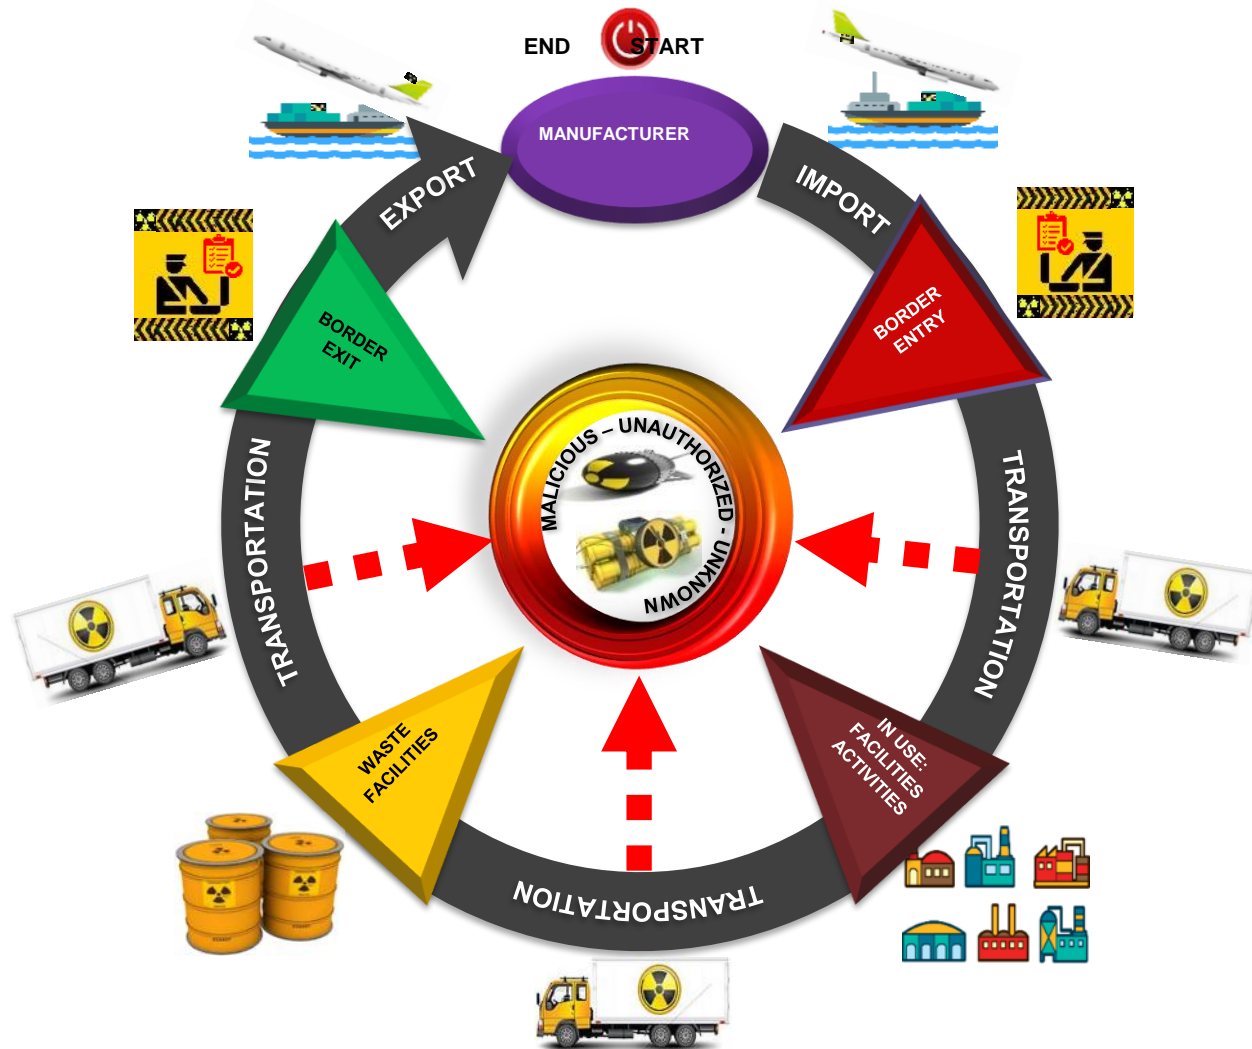 END
START
MANUFACTURER
IMPORT
BORDER
ENTRY
TRANSPORTATION
IN USE:
FACILITIES
ACTIVITIES
TRANSPORTATION
WASTE
FACILITIES
TRANSPORTATION
BORDER
EXIT
EXPORT
MALICIOUS – UNAUTHORIZED - UNKNOWN